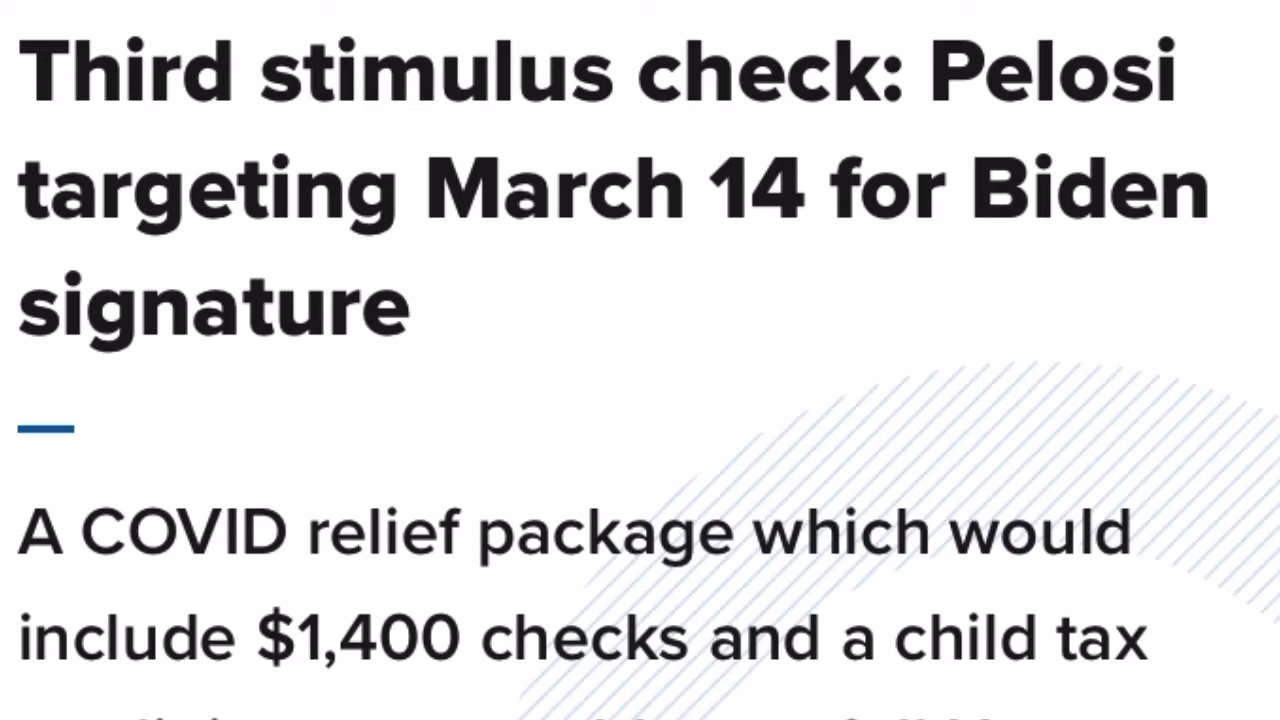 Third stimulus check: Pelosi
targeting March 14 for Biden
signature
A COVID relief package which would
include $1,400 checks and a child tax